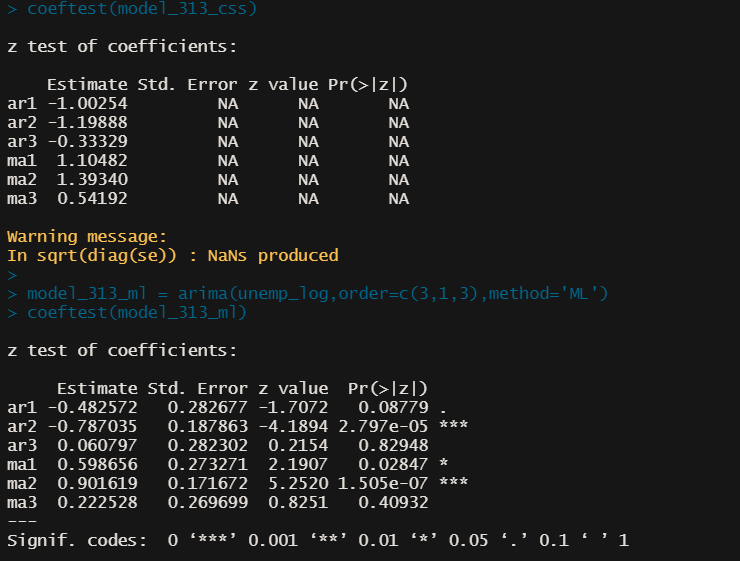 > coeftest(model_313_css)
z test of coefficients:
Estimate Std. Error z value Pr(>|z|)
ar1 -1.00254 NA NA NA
ar2 -1.19888 NA NA NA
ar3 -0.33329 NA NA NA
ma1 1.10482 NA NA NA
ma2 1.39340 NA NA NA
ma3 0.54192 NA NA NA
Warning message:
In sqrt(diag(se)) : NaNs produced
>
> model_313_ml = arima(unemp_log,order=c(3,1,3),method='ML')
> coeftest(model_313_ml)
z test of coefficients:
Estimate Std. Error z value Pr(>|z|)
ar1 -0.482572 0.282677 -1.7072 0.08779 .
ar2 -0.787035 0.187863 -4.1894 2.797e-05 ***
ar3 0.060797 0.282302 0.2154 0.82948
ma1 0.598656 0.273271 2.1907 0.02847 *
ma2 0.901619 0.171672 5.2520 1.505e-07 ***
ma3 0.222528 0.269699 0.8251 0.40932
---
Signif. codes: 0 ‘***’ 0.001 ‘**’ 0.01 ‘*’ 0.05 ‘.’ 0.1 ‘ ’ 1